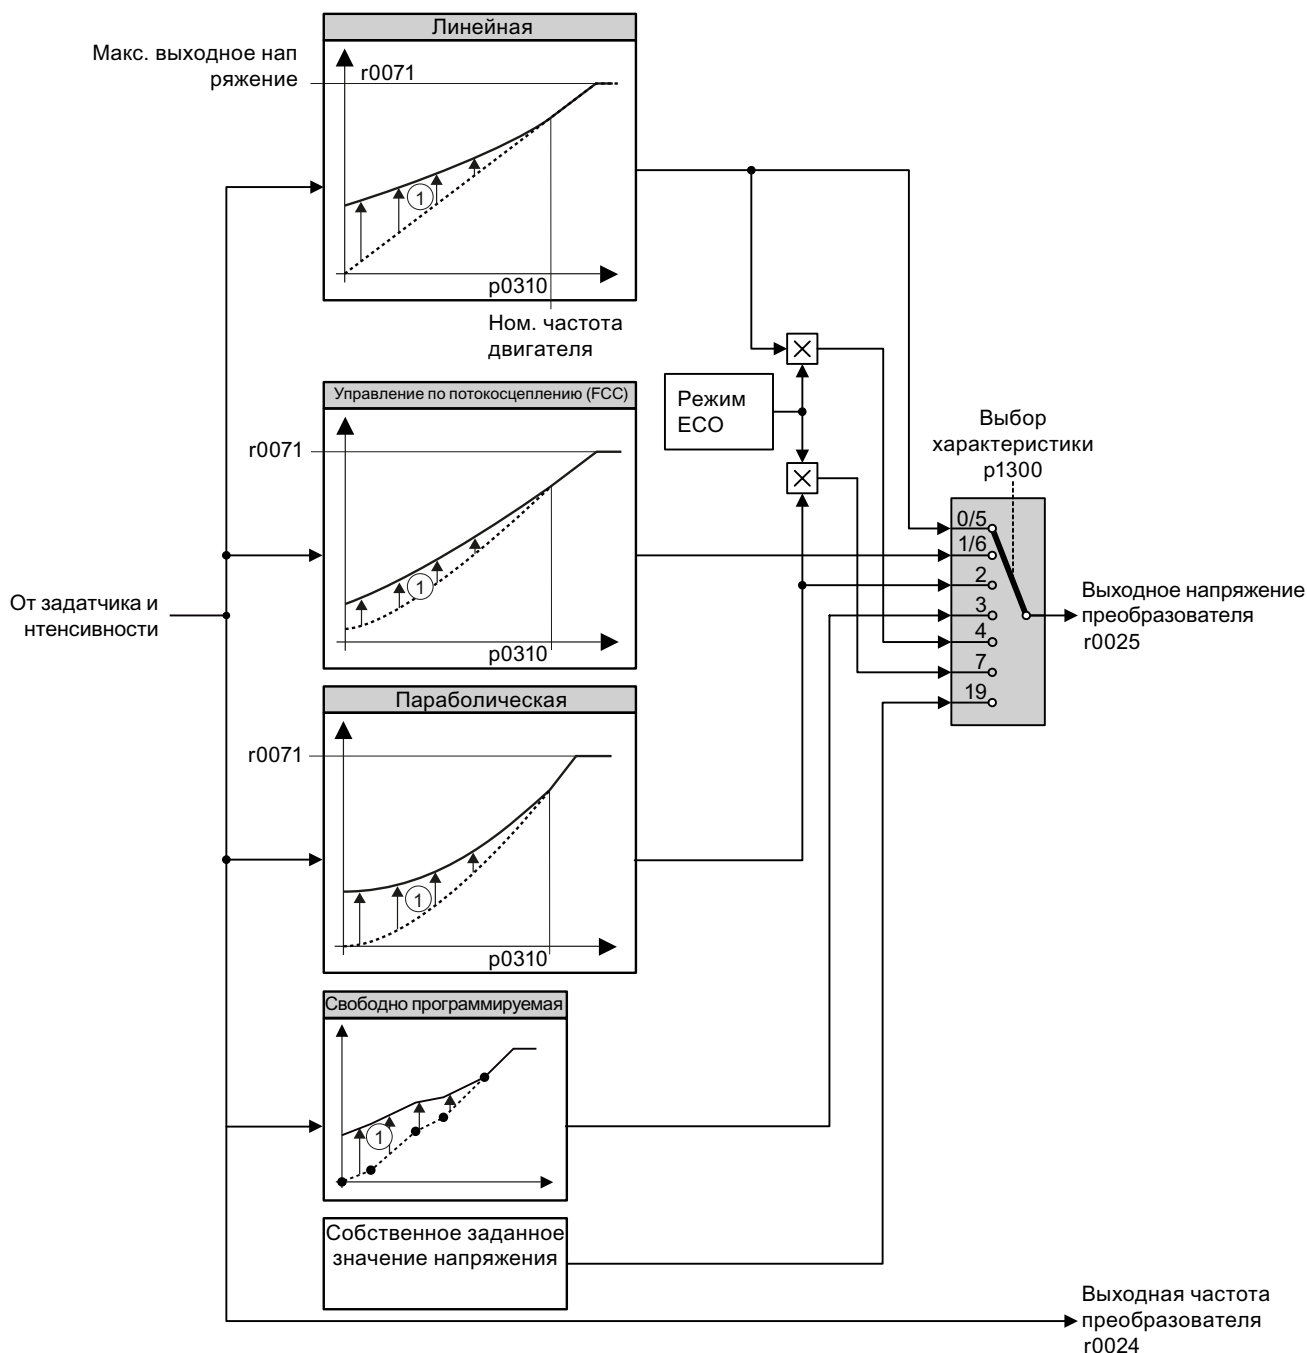 Линейная
Макс. выходное нап
ряжение
r0071
1
p0310
Ном. частота
двигателя
Управление по потокосцеплению (FCC)
r0071
1
p0310
Режим
ECO
Выбор
характеристики
p1300
0/5
1/6
2
3
4
7
19
От задатчика и
нтенсивности
Выходное напряжение
преобразователя
r0025
Параболическая
r0071
1
p0310
Свободно программируемая
1
Собственное заданное
значение напряжения
Выходная частота
преобразователя
r0024